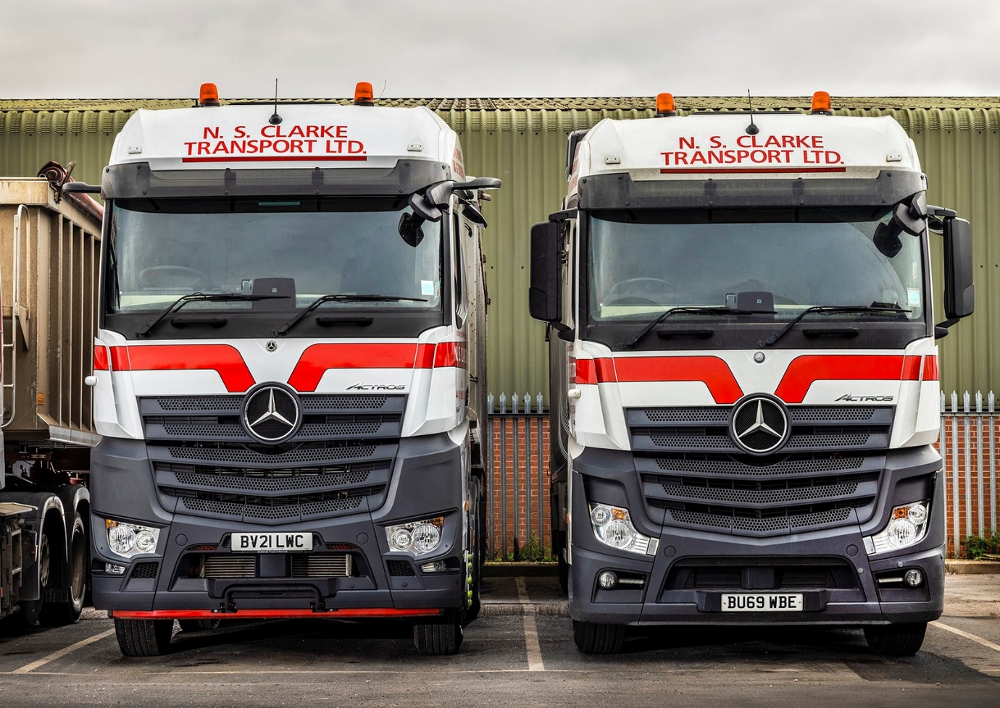 N. S. CLARKE
TRANSPORT LTD.
N. S. CLARKE
TRANSPORT LTD.
ACTROS
ACTROS
BV21 LWC
BU69 WBE